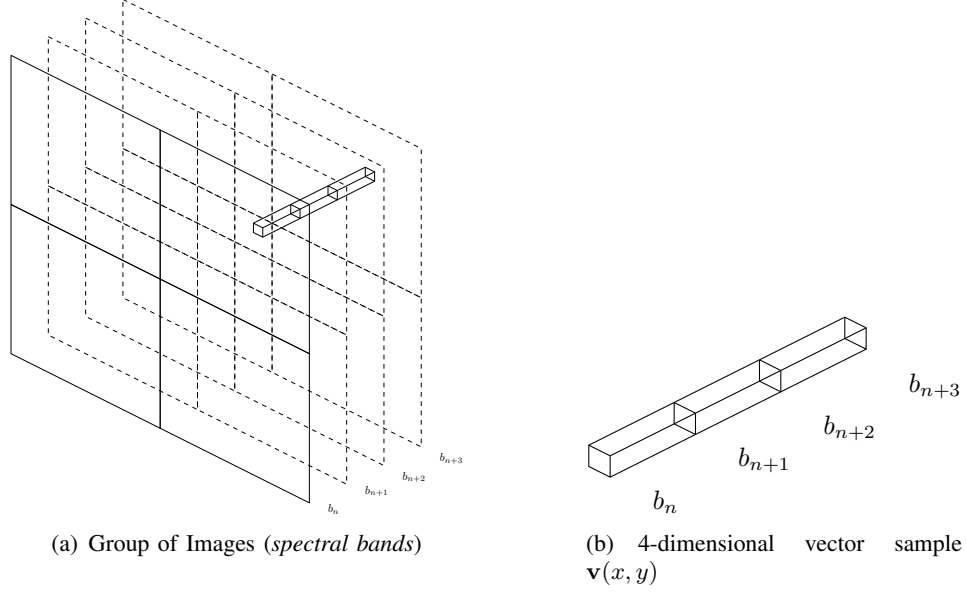 b_{n+3}
b_{n+2}
b_{n+1}
b_n
b_{n+3}
b_{n+2}
b_{n+1}
b_n
(a) Group of Images (spectral bands)
(b) 4-dimensional vector sample
v(x, y)